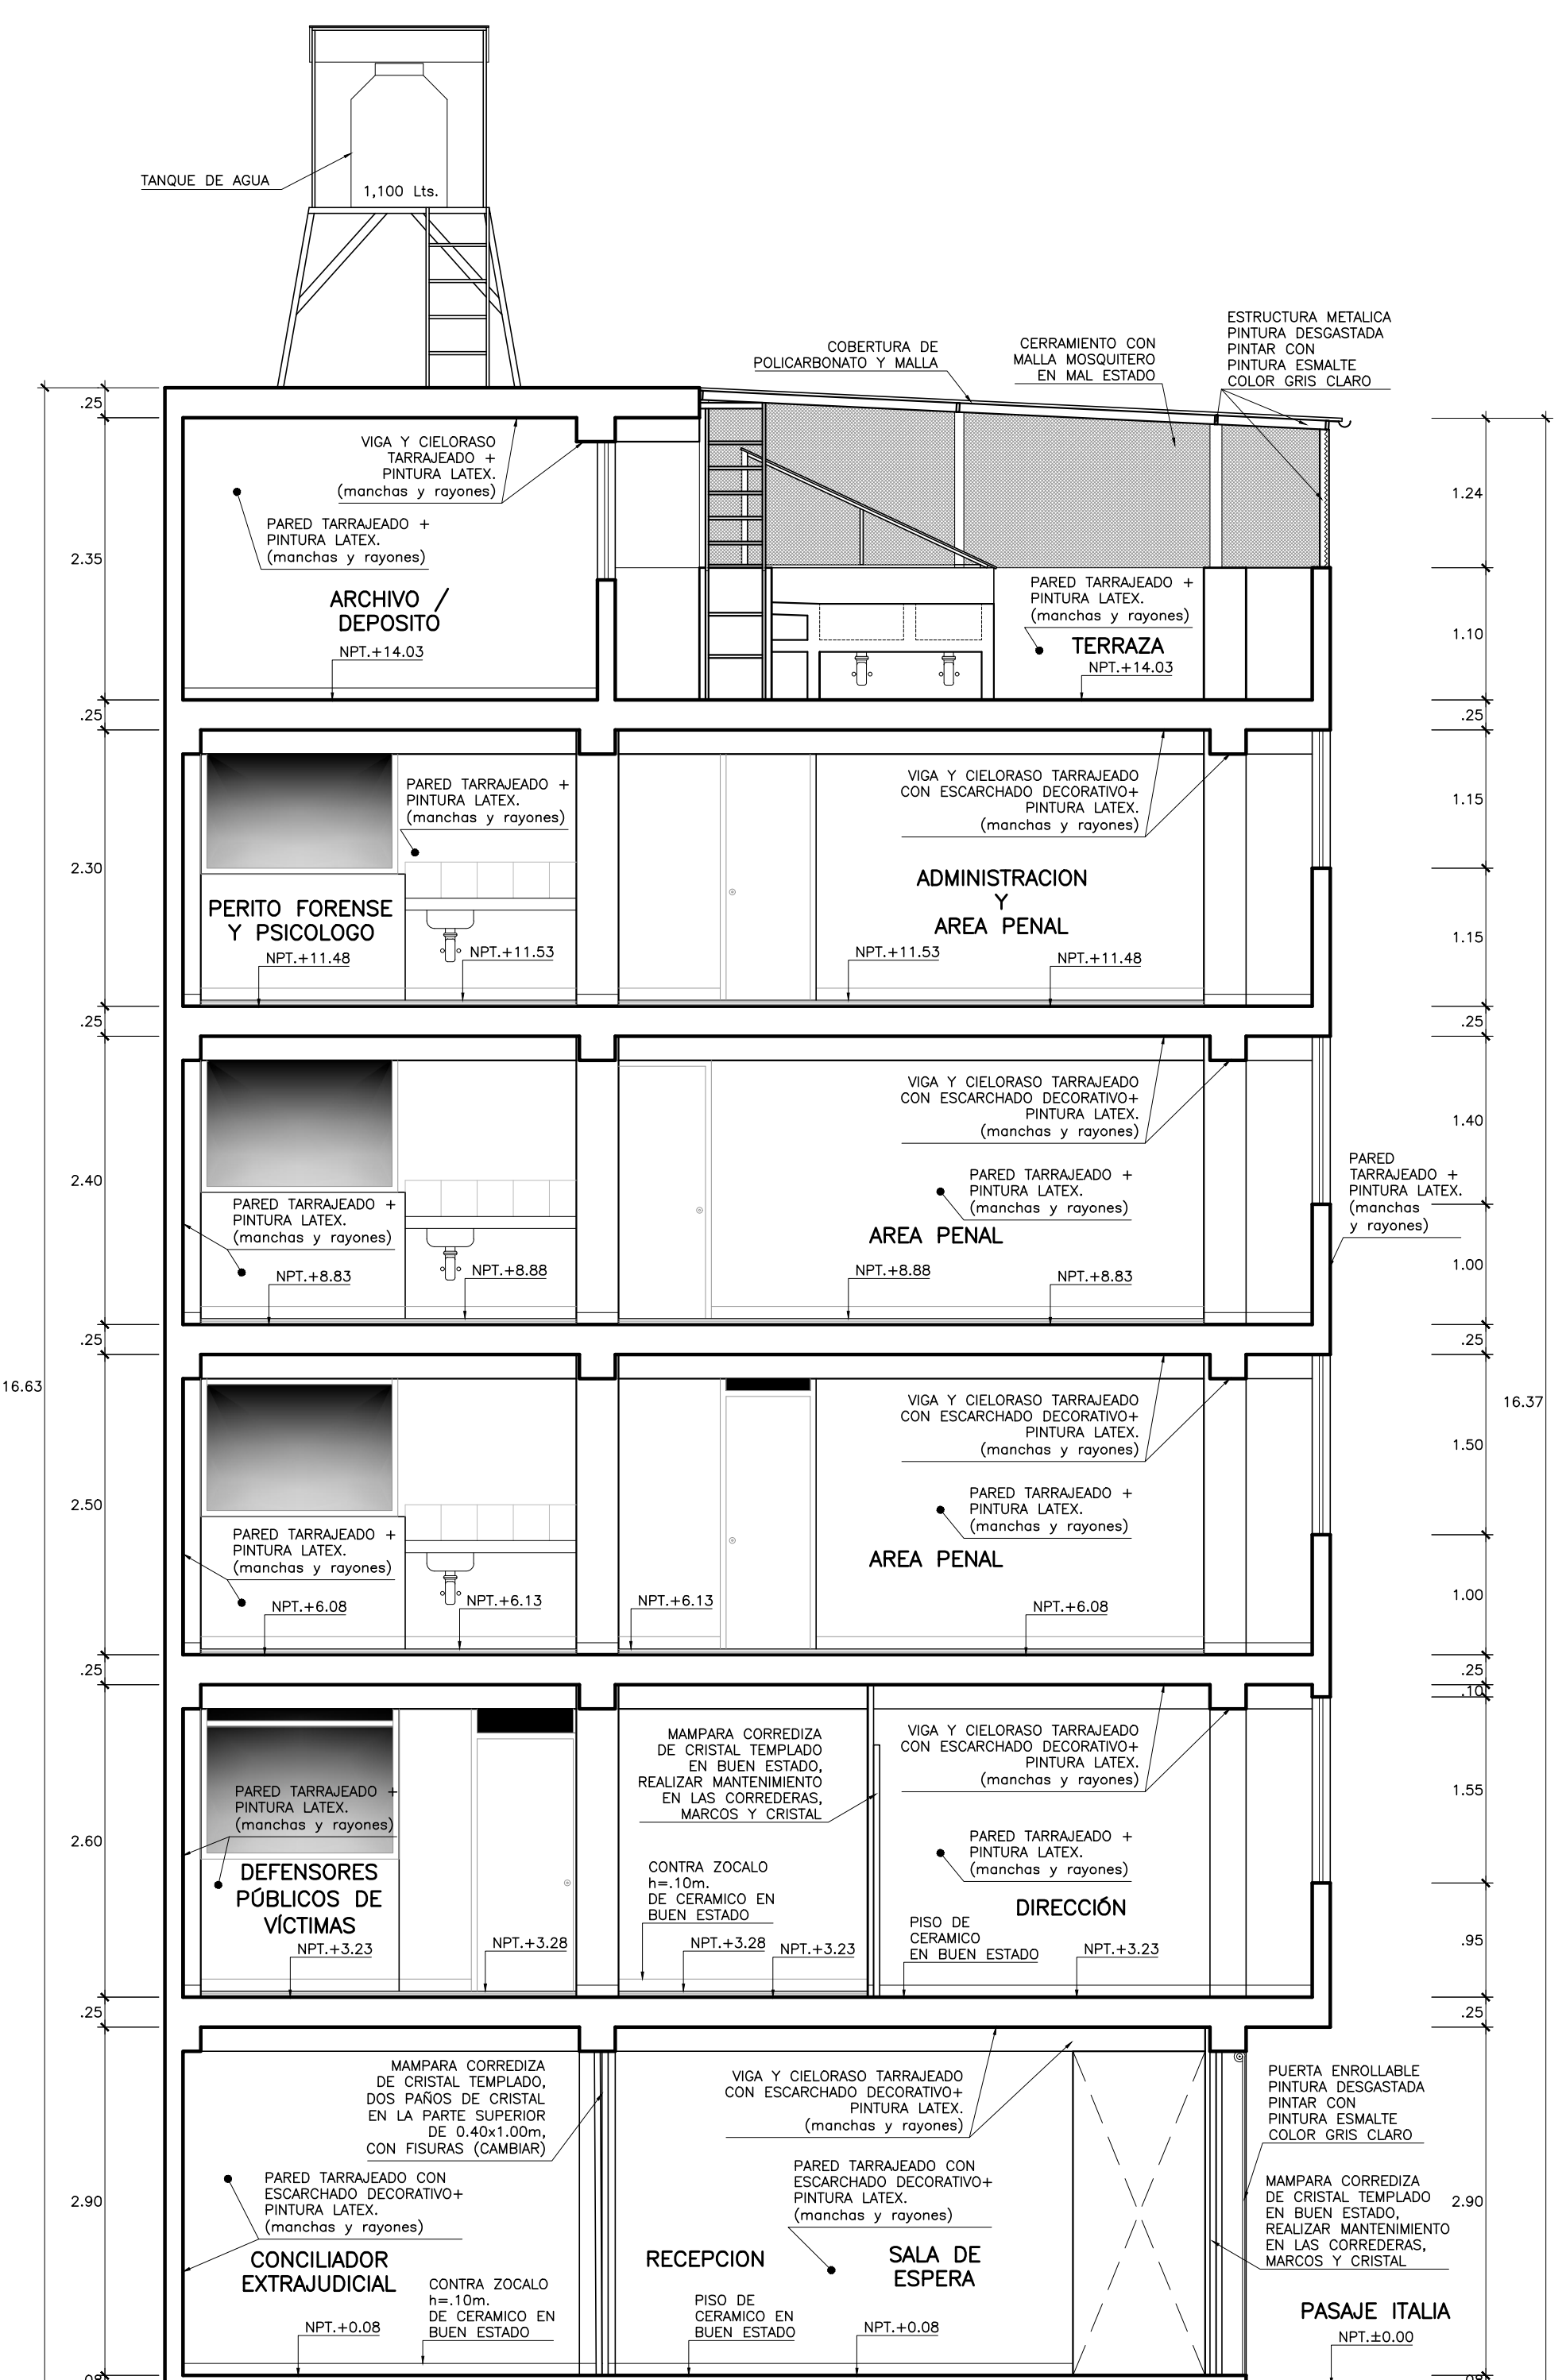 TANQUE DE AGUA
1,100 Lts.
ESTRUCTURA METALICA
PINTURA DESGASTADA
PINTAR CON
PINTURA ESMALTE
COLOR GRIS CLARO
CERRAMIENTO CON
MALLA MOSQUITERO
EN MAL ESTADO
COBERTURA DE
POLICARBONATO Y MALLA
.25
VIGA Y CIELORASO
TARRAJEADO +
PINTURA LATEX.
(manchas y rayones)
1.24
PARED TARRAJEADO +
PINTURA LATEX.
(manchas y rayones)
2.35
ARCHIVO /
DEPOSITO
NPT.+14.03
PARED TARRAJEADO +
PINTURA LATEX.
(manchas y rayones)
TERRAZA
NPT.+14.03
1.10
.25
.25
PARED TARRAJEADO +
PINTURA LATEX.
(manchas y rayones)
VIGA Y CIELORASO TARRAJEADO
CON ESCARCHADO DECORATIVO+
PINTURA LATEX.
(manchas y rayones)
1.15
2.30
PERITO FORENSE
Y PSICOLOGO
NPT.+11.48
NPT.+11.53
ADMINISTRACION
Y
AREA PENAL
NPT.+11.53
NPT.+11.48
1.15
.25
.25
VIGA Y CIELORASO TARRAJEADO
CON ESCARCHADO DECORATIVO+
PINTURA LATEX.
(manchas y rayones)
1.40
PARED
TARRAJEADO +
PINTURA LATEX.
(manchas
y rayones)
2.40
PARED TARRAJEADO +
PINTURA LATEX.
(manchas y rayones)
PARED TARRAJEADO +
PINTURA LATEX.
(manchas y rayones)
AREA PENAL
NPT.+8.83
NPT.+8.88
NPT.+8.88
NPT.+8.83
1.00
.25
.25
16.63
16.37
VIGA Y CIELORASO TARRAJEADO
CON ESCARCHADO DECORATIVO+
PINTURA LATEX.
(manchas y rayones)
1.50
2.50
PARED TARRAJEADO +
PINTURA LATEX.
(manchas y rayones)
PARED TARRAJEADO +
PINTURA LATEX.
(manchas y rayones)
AREA PENAL
NPT.+6.08
NPT.+6.13
NPT.+6.13
NPT.+6.08
1.00
.25
.25
.10
MAMPARA CORREDIZA
DE CRISTAL TEMPLADO
EN BUEN ESTADO,
REALIZAR MANTENIMIENTO
EN LAS CORREDERAS,
MARCOS Y CRISTAL
VIGA Y CIELORASO TARRAJEADO
CON ESCARCHADO DECORATIVO+
PINTURA LATEX.
(manchas y rayones)
1.55
PARED TARRAJEADO +
PINTURA LATEX.
(manchas y rayones)
2.60
PARED TARRAJEADO +
PINTURA LATEX.
(manchas y rayones)
DEFENSORES
PÚBLICOS DE
VÍCTIMAS
NPT.+3.23
NPT.+3.28
CONTRA ZOCALO
h=.10m.
DE CERAMICO EN
BUEN ESTADO
NPT.+3.28
NPT.+3.23
DIRECCIÓN
PISO DE
CERAMICO
EN BUEN ESTADO
NPT.+3.23
.95
.25
.25
MAMPARA CORREDIZA
DE CRISTAL TEMPLADO,
DOS PAÑOS DE CRISTAL
EN LA PARTE SUPERIOR
DE 0.40x1.00m,
CON FISURAS (CAMBIAR)
VIGA Y CIELORASO TARRAJEADO
CON ESCARCHADO DECORATIVO+
PINTURA LATEX.
(manchas y rayones)
PUERTA ENROLLABLE
PINTURA DESGASTADA
PINTAR CON
PINTURA ESMALTE
COLOR GRIS CLARO
2.90
PARED TARRAJEADO CON
ESCARCHADO DECORATIVO+
PINTURA LATEX.
(manchas y rayones)
PARED TARRAJEADO CON
ESCARCHADO DECORATIVO+
PINTURA LATEX.
(manchas y rayones)
MAMPARA CORREDIZA
DE CRISTAL TEMPLADO
EN BUEN ESTADO,
REALIZAR MANTENIMIENTO
EN LAS CORREDERAS,
MARCOS Y CRISTAL
2.90
CONCILIADOR
EXTRAJUDICIAL
RECEPCION
SALA DE
ESPERA
CONTRA ZOCALO
h=.10m.
DE CERAMICO EN
BUEN ESTADO
PISO DE
CERAMICO EN
BUEN ESTADO
NPT.+0.08
NPT.+0.08
PASAJE ITALIA
NPT.±0.00